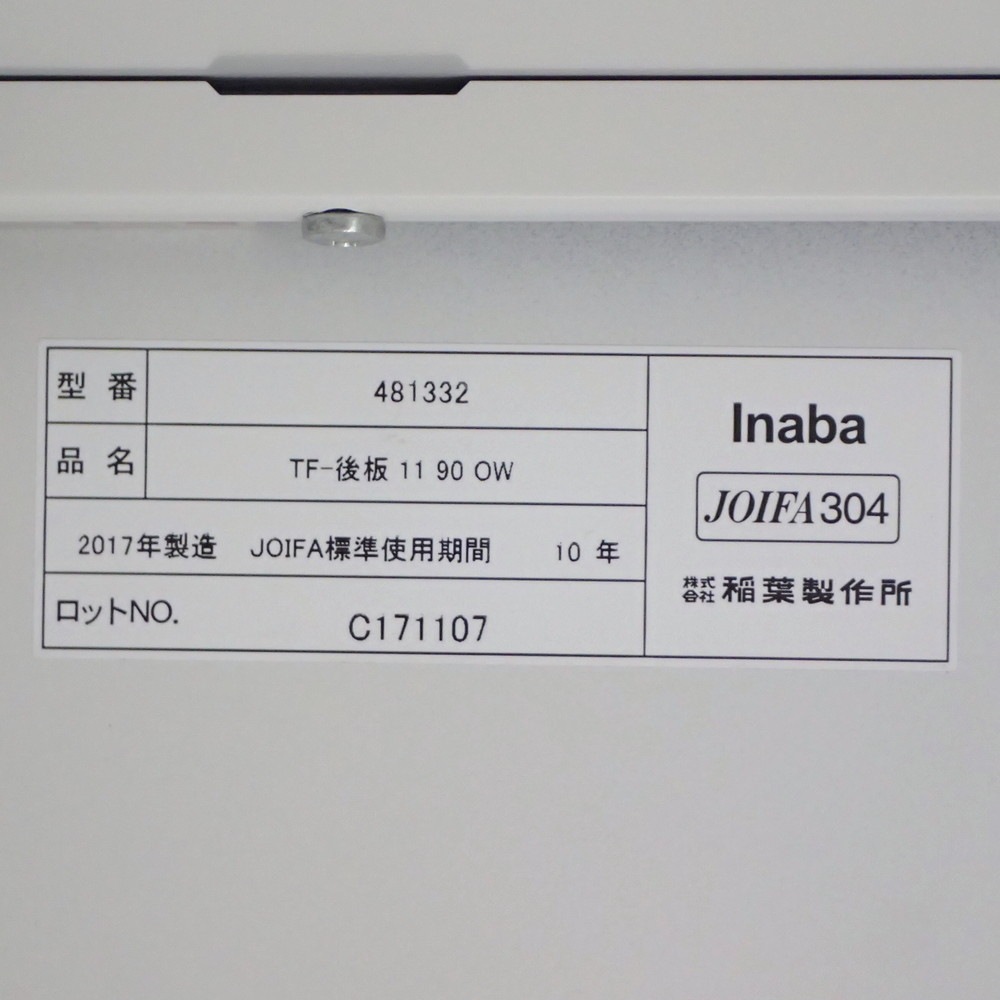 型番 481332
品名 TF-後板 11 90 OW
2017年製造 JOIFA標準使用期間 10 年
ロットNO. C171107
Inaba
JOIFA304
株式会社 稲葉製作所